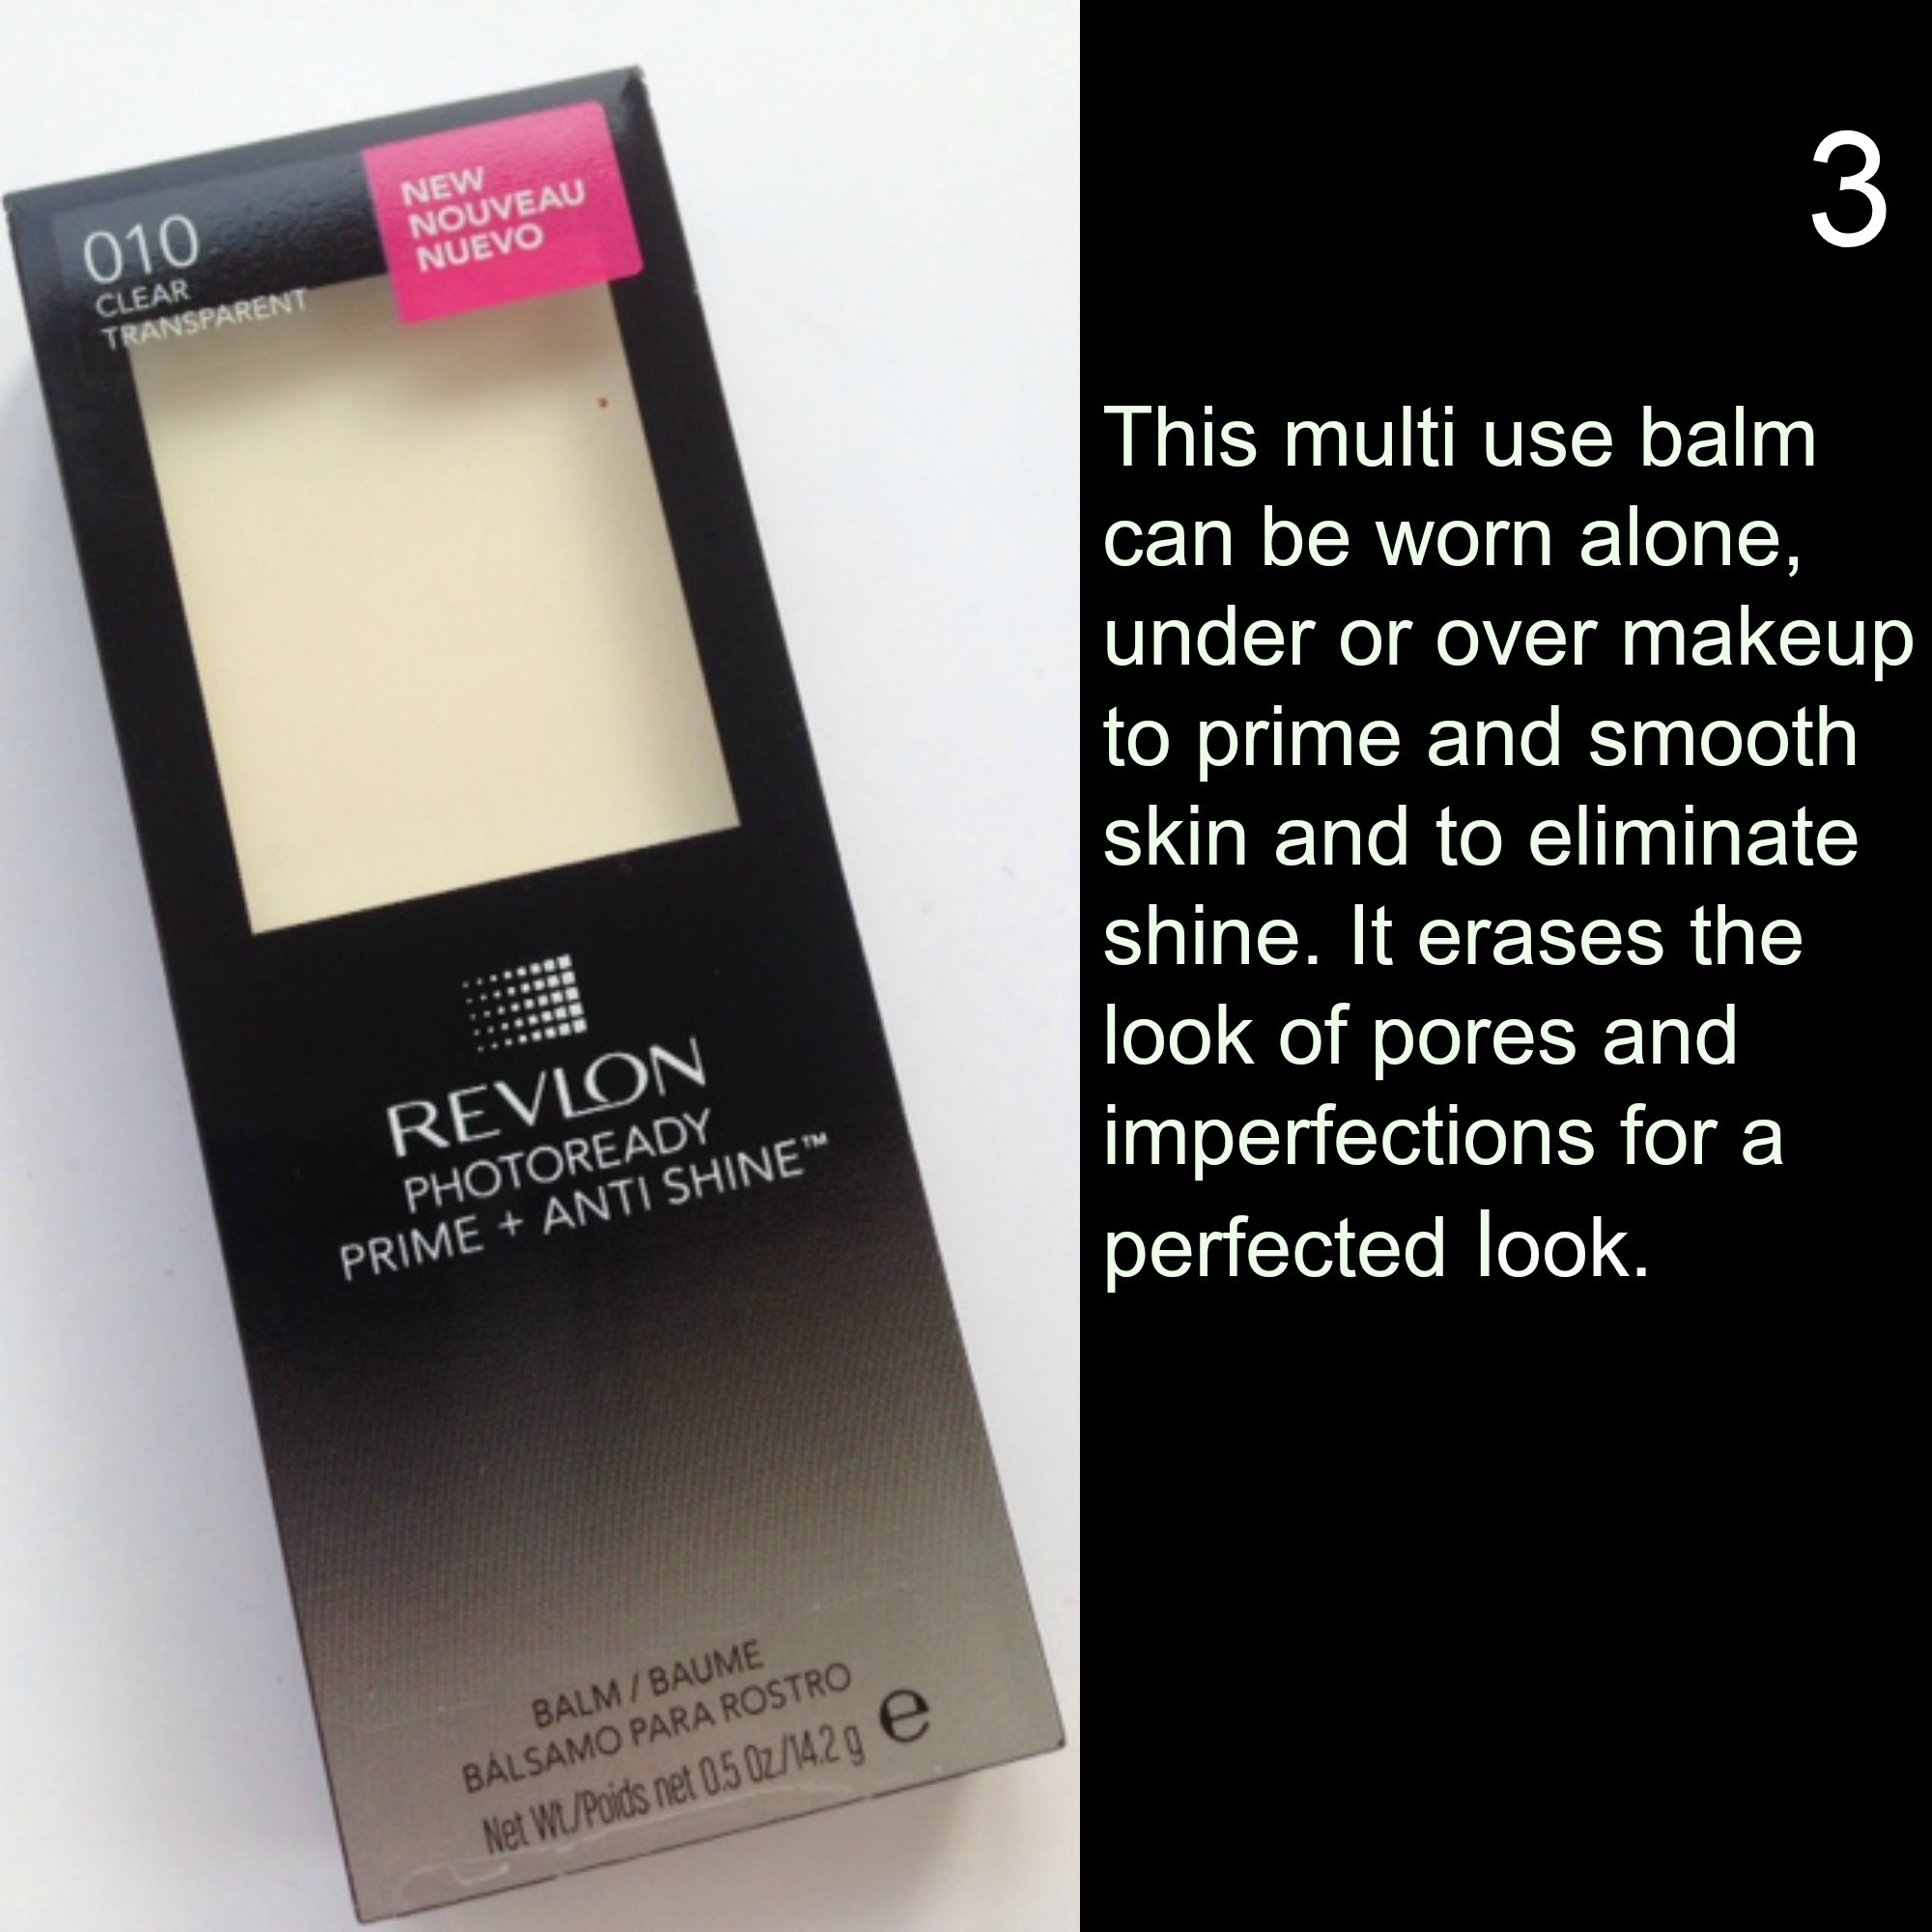 010
CLEAR
TRANSPARENT
NEW
NOUVEAU
NUEVO
REVLON
PHOTOREADY
PRIME + ANTI SHINE™
BALM / BAUME
BÁLSAMO PARA ROSTRO
Net Wt./Poids net 0.5 Oz/14.2 g e
3
This multi use balm
can be worn alone,
under or over makeup
to prime and smooth
skin and to eliminate
shine. It erases the
look of pores and
imperfections for a
perfected look.